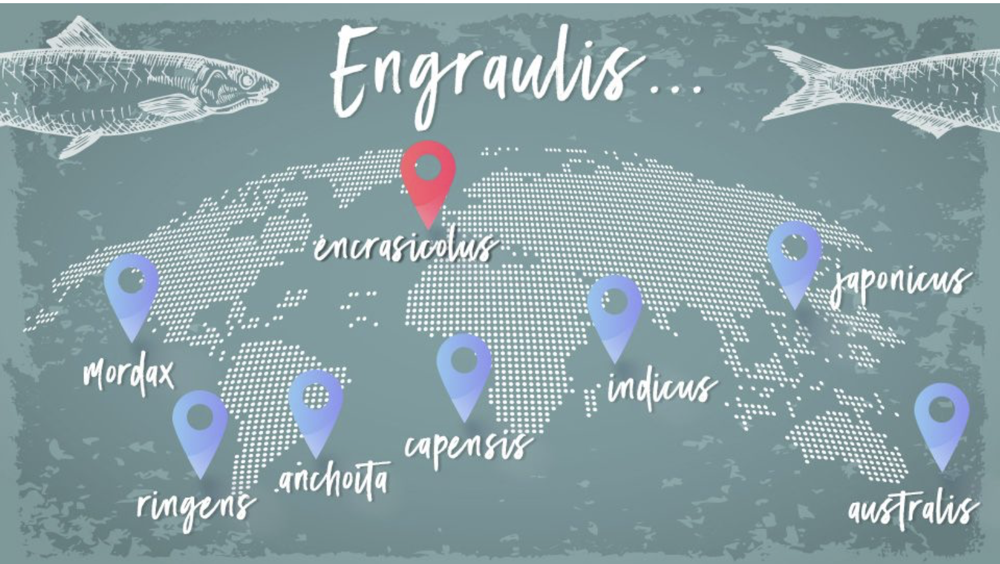 Engraulis...
encrasicolus
japonicus
mordax
indicus
capensis
anchoita
ringens
australis